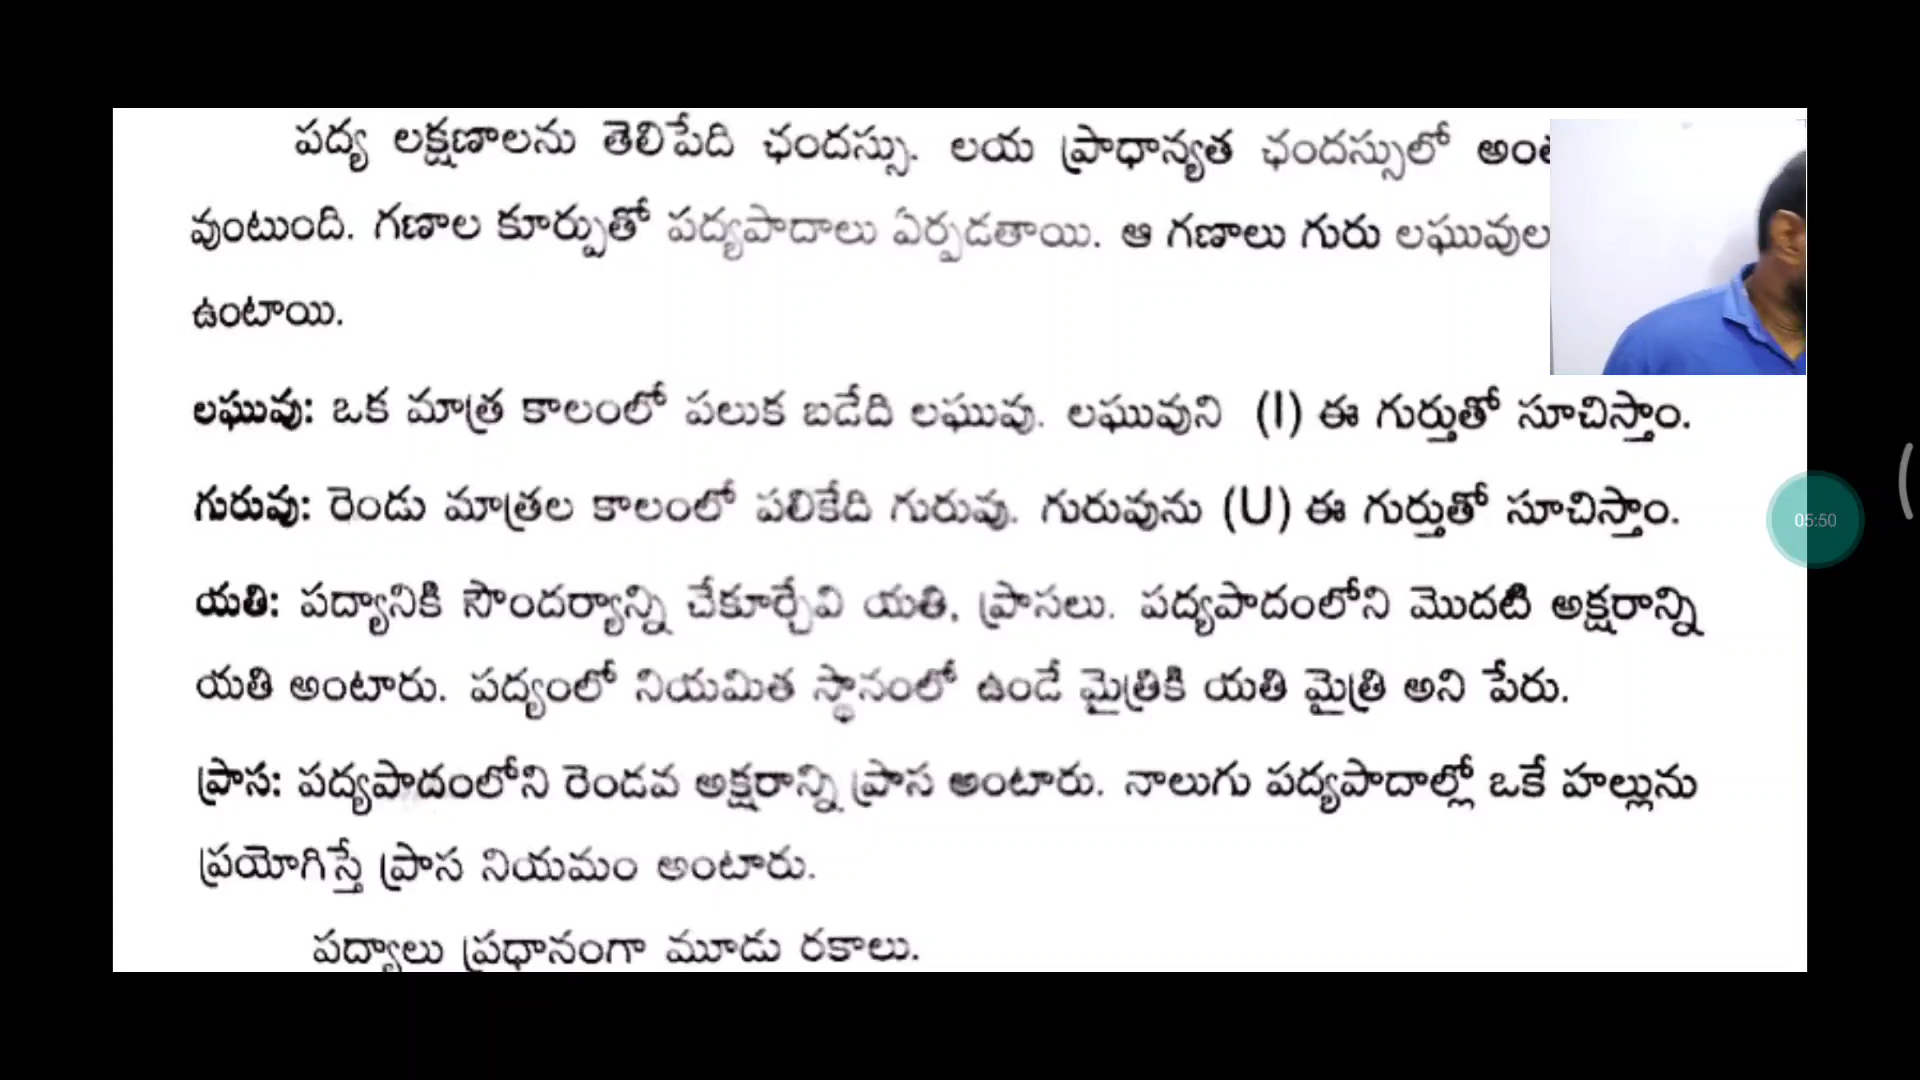 పద్య లక్షణాలను తెలిపేది ఛందస్సు. లయ ప్రాధాన్యత ఛందస్సులో
వుంటుంది. గణాల కూర్పుతో పద్యపాదాలు ఏర్పడతాయి. ఆ గణాలు గురు లఘువుల
ఉంటాయి.
లఘువు: ఒక మాత్ర కాలంలో పలుక బడేది లఘువు. లఘువుని (I) ఈ గుర్తుతో సూచిస్తాం.
గురువు: రెండు మాత్రల కాలంలో పలికేది గురువు. గురువును (U) ఈ గుర్తుతో సూచిస్తాం.
05:50
యతి: పద్యానికి సౌందర్యాన్ని చేకూర్చేవి యతి, ప్రాసలు. పద్యపాదంలోని మొదటి అక్షరాన్ని
యతి అంటారు. పద్యంలో నియమిత స్థానంలో ఉండే మైత్రికి యతి మైత్రి అని పేరు.
ప్రాస: పద్యపాదంలోని రెండవ అక్షరాన్ని ప్రాస అంటారు. నాలుగు పద్యపాదాల్లో ఒకే హల్లును
ప్రయోగిస్తే ప్రాస నియమం అంటారు.
పద్యాలు ప్రధానంగా మూడు రకాలు.